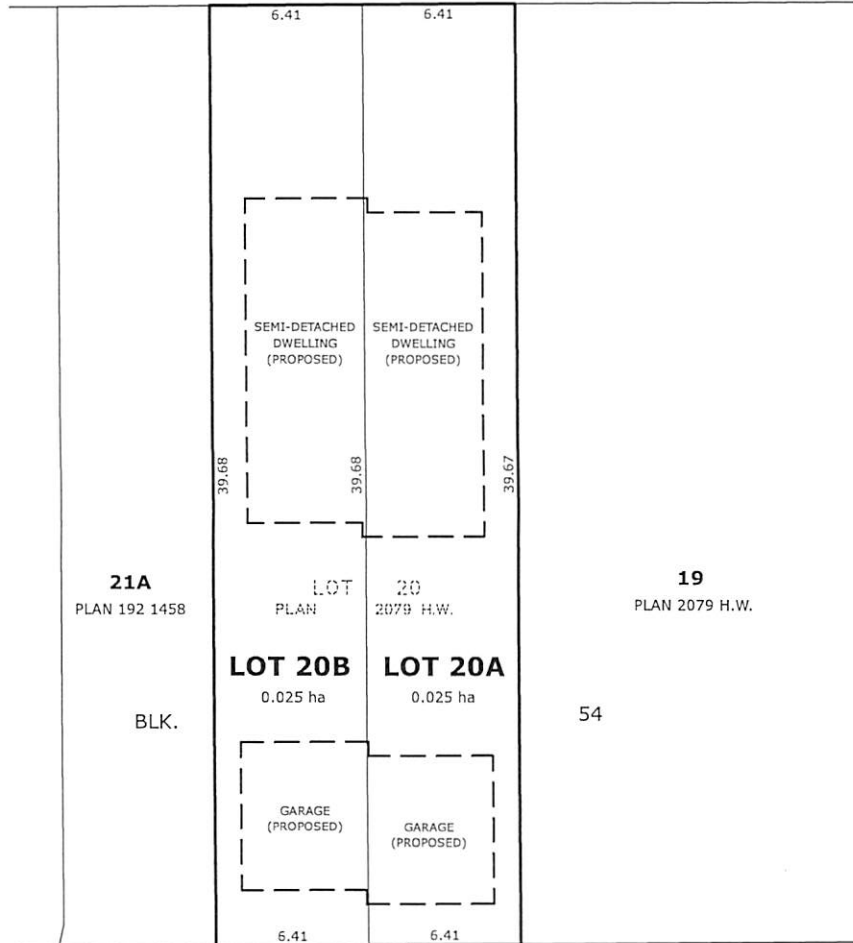 6.41 6.41
SEMI-DETACHED
DWELLING
(PROPOSED)
SEMI-DETACHED
DWELLING
(PROPOSED)
39.68
39.68
39.67
21A
PLAN 192 1458
LOT 20
PLAN 2079 H.W.
19
PLAN 2079 H.W.
LOT 20B
0.025 ha
LOT 20A
0.025 ha
BLK. 54
GARAGE
(PROPOSED)
GARAGE
(PROPOSED)
6.41 6.41